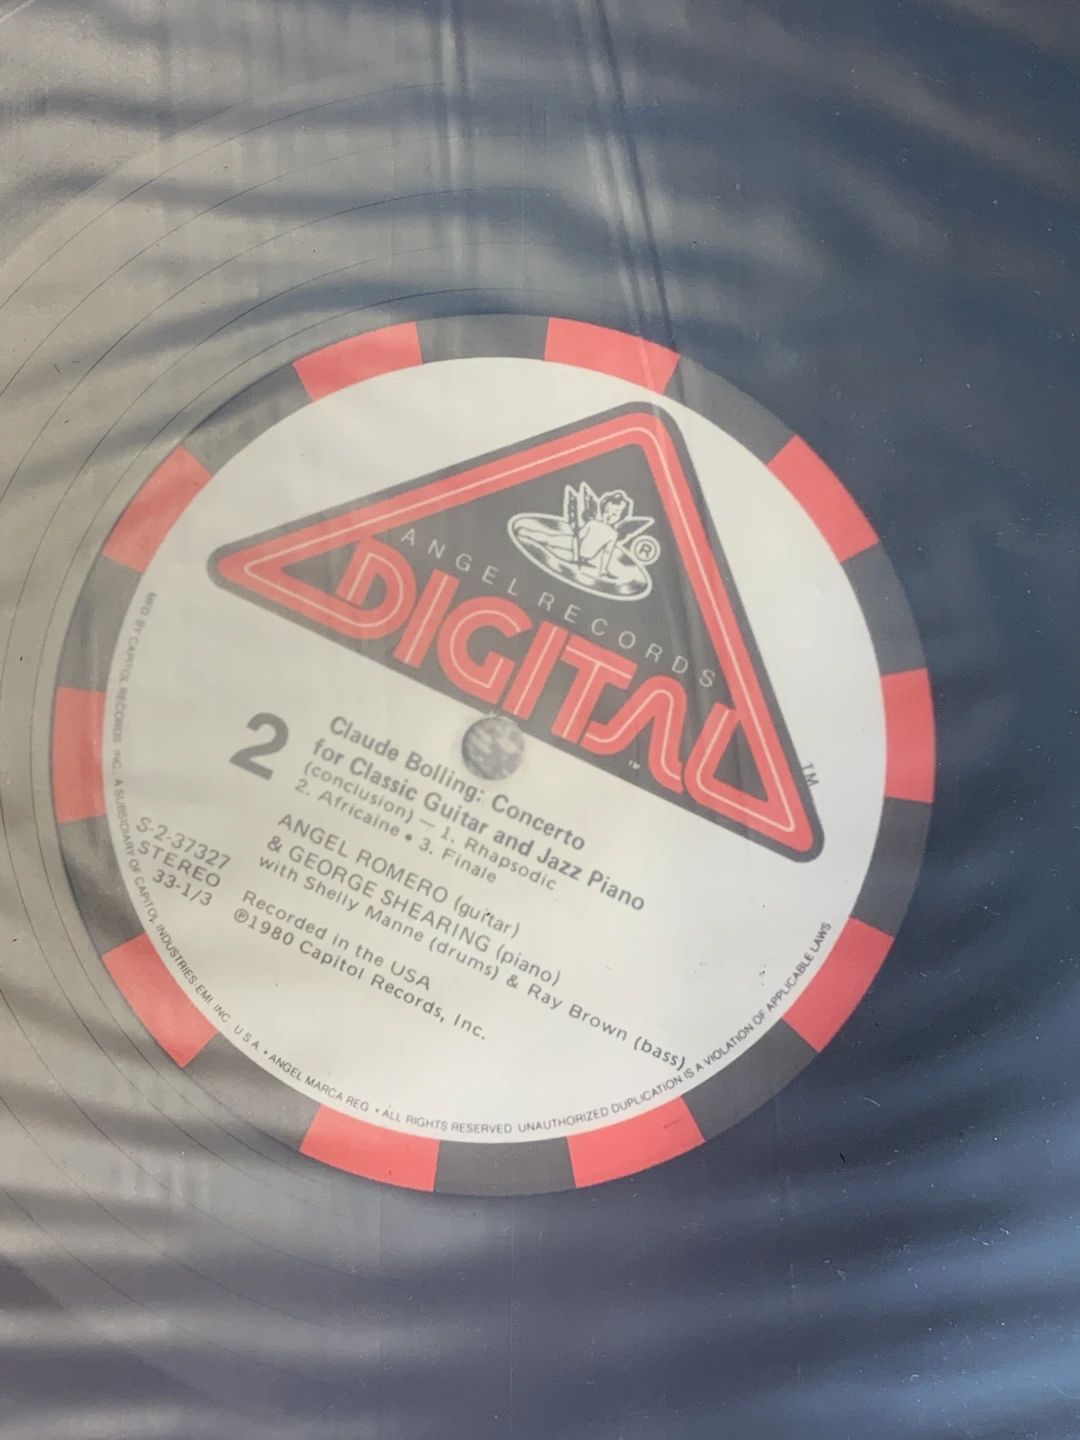 ®
ANGEL RECORDS
DIGITAL
TM
TM
2
Claude Bolling: Concerto
for Classic Guitar and Jazz Piano
(conclusion) — 1. Rhapsodic
2. Africaine • 3. Finale
ANGEL ROMERO (guitar)
& GEORGE SHEARING (piano)
with Shelly Manne (drums) & Ray Brown (bass)
S-2-37327
STEREO
33-1/3
Recorded in the USA
℗1980 Capitol Records, Inc.
MFD BY CAPITOL RECORDS INC, A SUBSIDIARY OF CAPITOL INDUSTRIES-EMI, INC. U.S.A. • ANGEL MARCA REG. • ALL RIGHTS RESERVED UNAUTHORIZED DUPLICATION IS A VIOLATION OF APPLICABLE LAWS